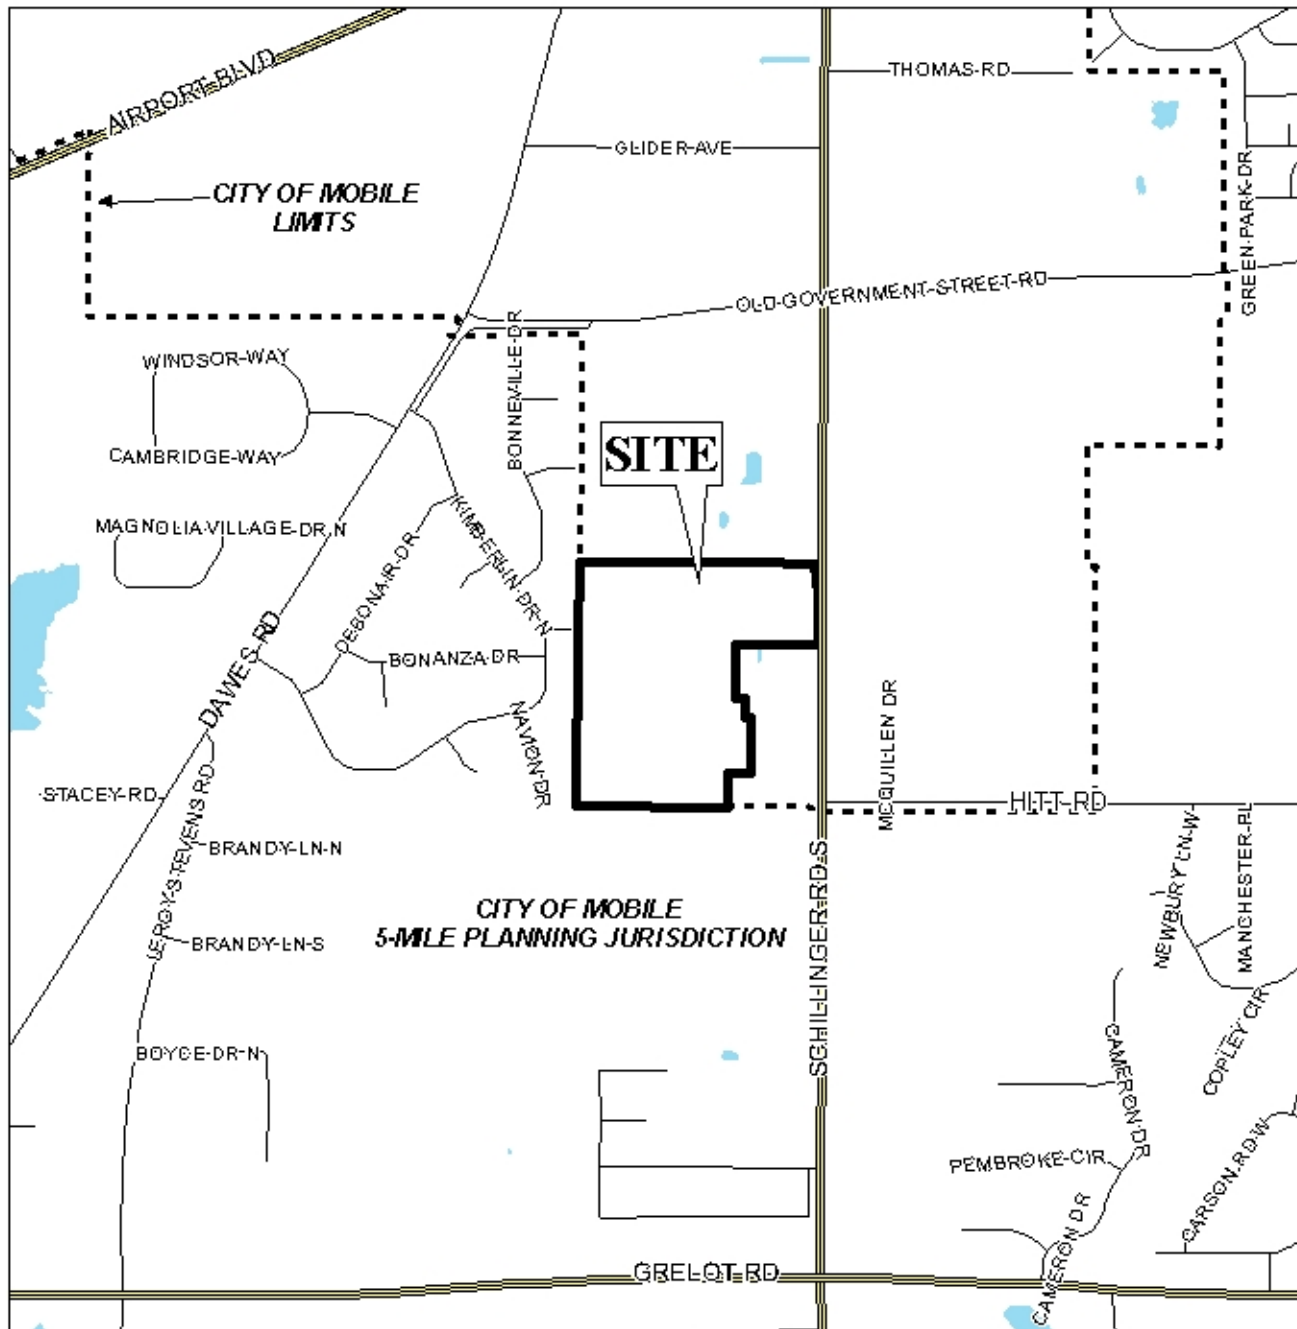 AIRPORT BLVD
THOMAS RD
GLIDER AVE
CITY OF MOBILE
LIMITS
GREEN PARK DR
OLD GOVERNMENT STREET RD
WINDSOR WAY
BONNEVILLE DR
CAMBRIDGE WAY
SITE
MAGNOLIA VILLAGE DR N
KIMBERLIN DR N
DEBONAIR DR
DAWES RD
BONANZA DR
NAVION DR
MCQUILLEN DR
STACEY RD
HITT RD
LEROY STEVENS RD
BRANDY LN N
NEWBURY LN W
MANCHESTER PL
CITY OF MOBILE
5-MILE PLANNING JURISDICTION
SCHILLINGER RD S
BRANDY LN S
BOYCE DR N
COPLEY CIR
CAMERON DR
PEMBROKE CIR
CARSON RD W
CAMERON DR
GRELOT RD